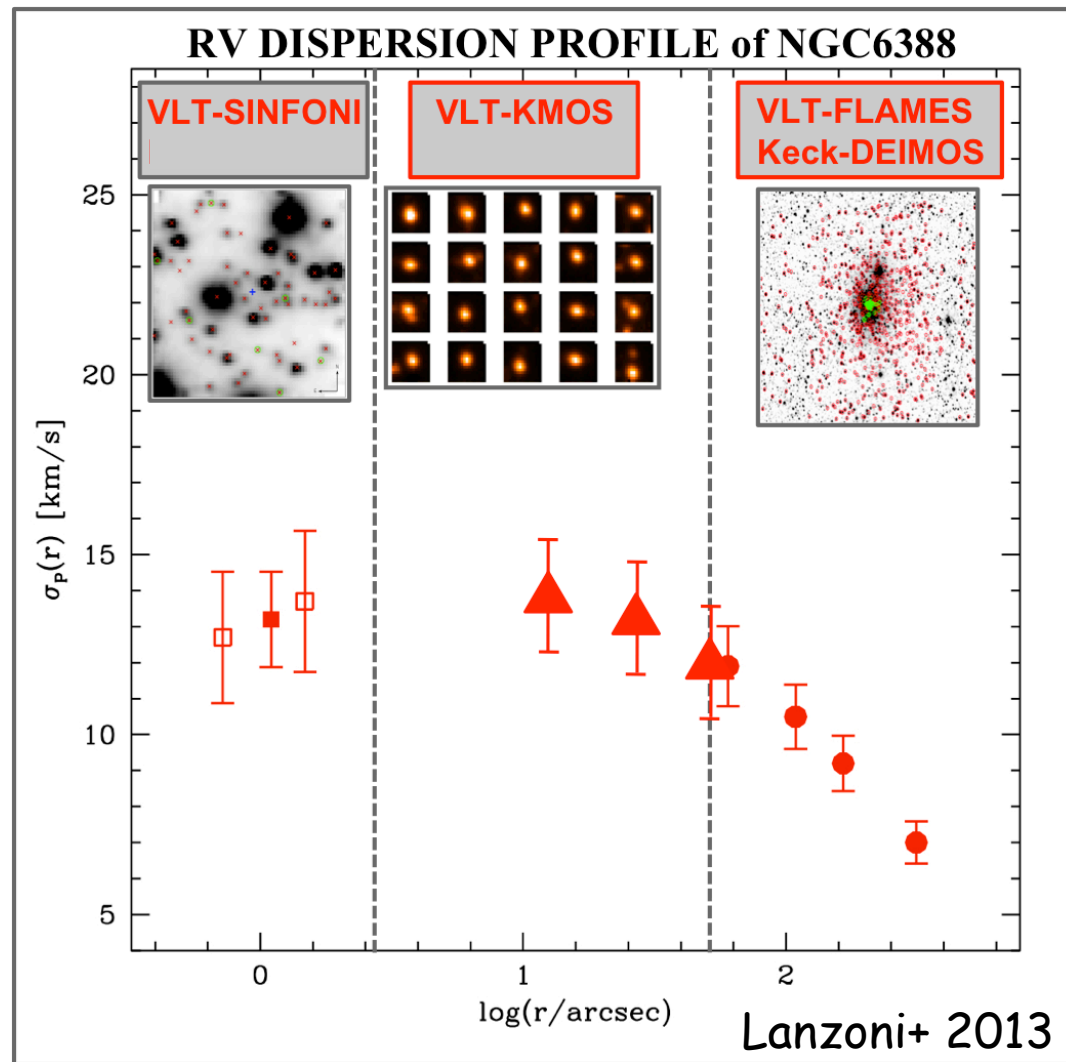 RV DISPERSION PROFILE of NGC6388
VLT-SINFONI
VLT-KMOS
VLT-FLAMES
Keck-DEIMOS
25
20
15
10
5
σP(r) [km/s]
0
1
2
log(r/arcsec)
Lanzoni+ 2013